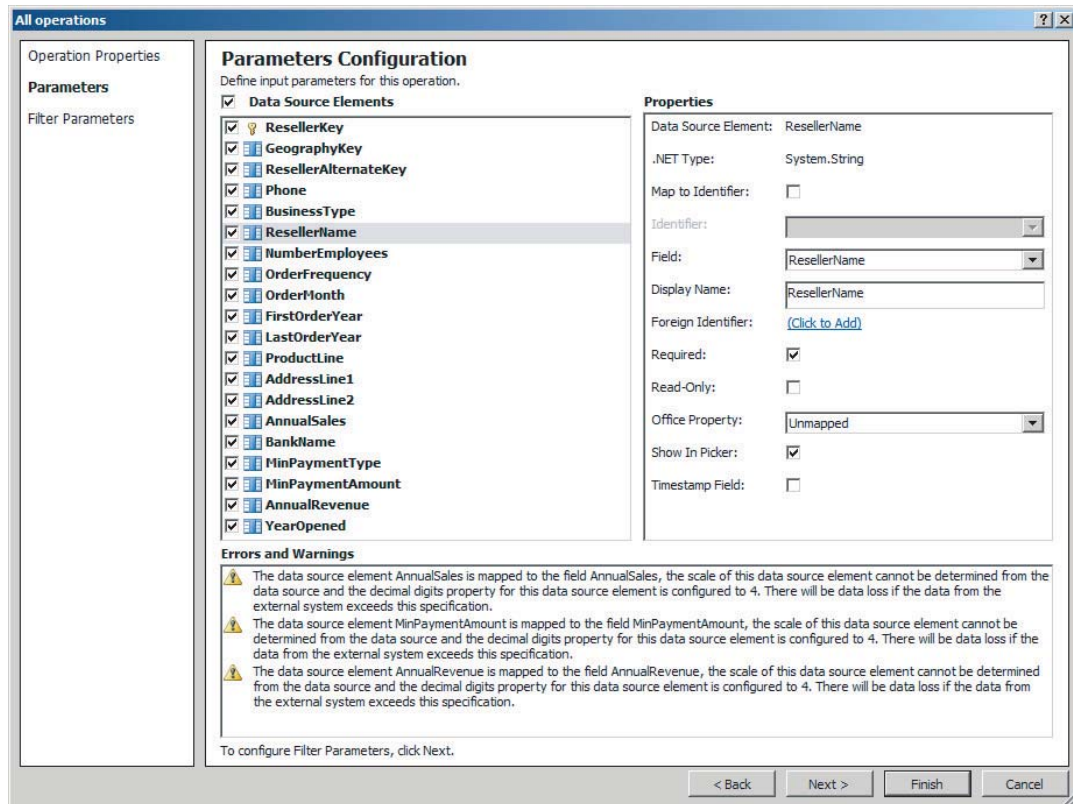 All operations
Operation Properties
Parameters
Filter Parameters
Parameters Configuration
Define input parameters for this operation.
Data Source Elements
ResellerKey
GeographyKey
ResellerAlternateKey
Phone
BusinessType
ResellerName
NumberEmployees
OrderFrequency
OrderMonth
FirstOrderYear
LastOrderYear
ProductLine
AddressLine1
AddressLine2
AnnualSales
BankName
MinPaymentType
MinPaymentAmount
AnnualRevenue
YearOpened
Properties
Data Source Element: ResellerName
.NET Type: System.String
Map to Identifier:
Identifier:
Field: ResellerName
Display Name: ResellerName
Foreign Identifier: (Click to Add)
Required:
Read-Only:
Office Property: Unmapped
Show In Picker:
Timestamp Field:
Errors and Warnings
The data source element AnnualSales is mapped to the field AnnualSales, the scale of this data source element cannot be determined from the
data source and the decimal digits property for this data source element is configured to 4. There will be data loss if the data from the
external system exceeds this specification.
The data source element MinPaymentAmount is mapped to the field MinPaymentAmount, the scale of this data source element cannot be
determined from the data source and the decimal digits property for this data source element is configured to 4. There will be data loss if the
data from the external system exceeds this specification.
The data source element AnnualRevenue is mapped to the field AnnualRevenue, the scale of this data source element cannot be determined
from the data source and the decimal digits property for this data source element is configured to 4. There will be data loss if the data from
the external system exceeds this specification.
To configure Filter Parameters, click Next.
< Back Next > Finish Cancel